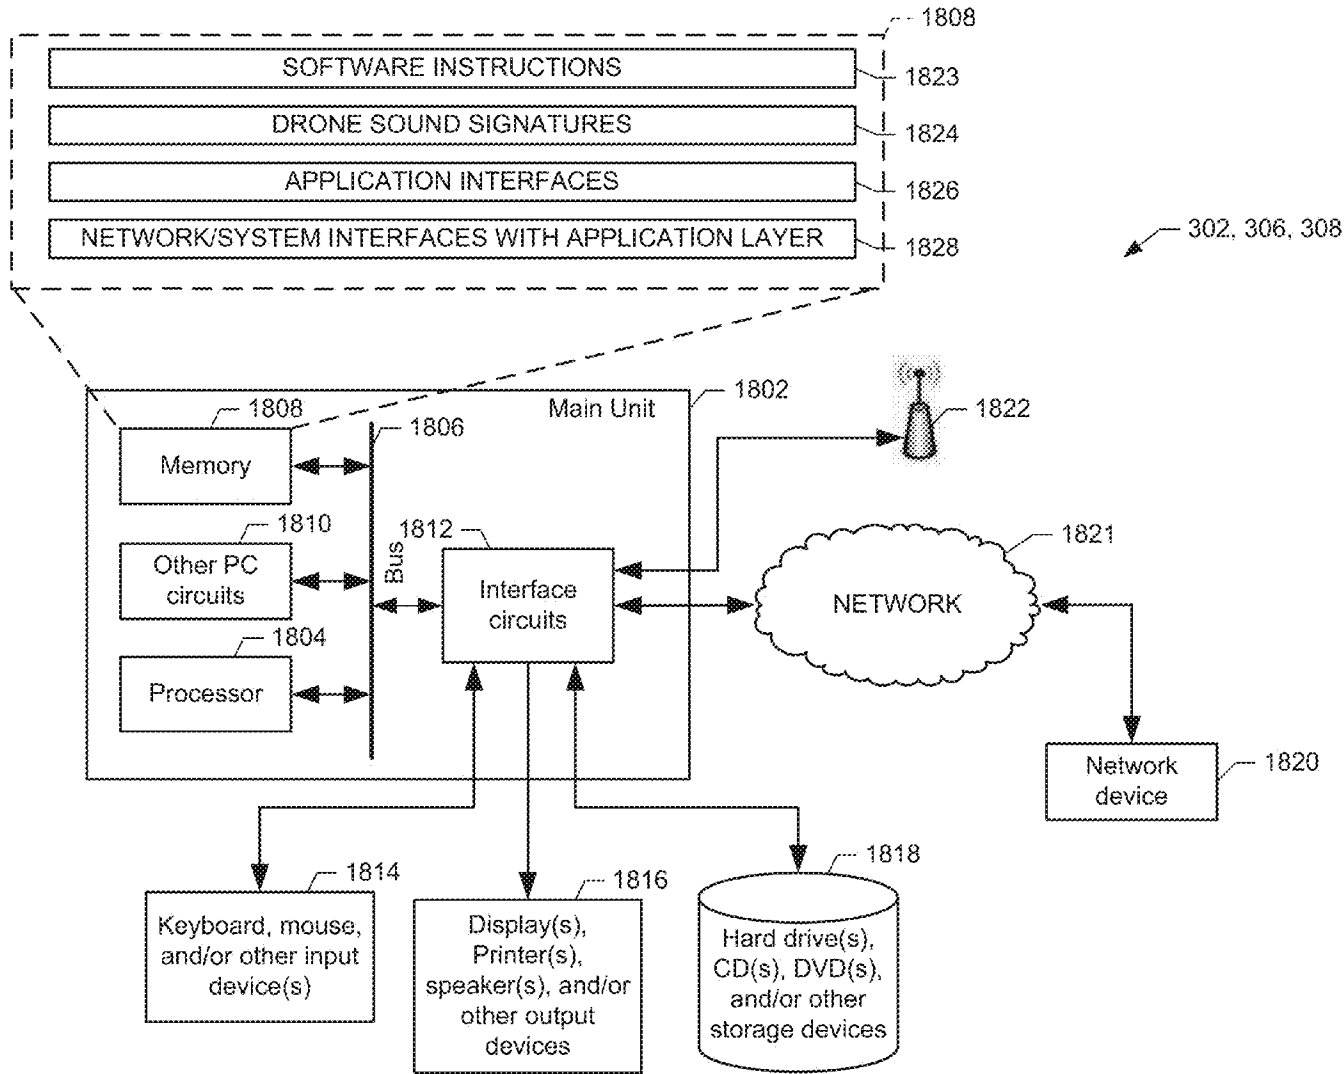 1808
SOFTWARE INSTRUCTIONS
1823
DRONE SOUND SIGNATURES
1824
APPLICATION INTERFACES
1826
NETWORK/SYSTEM INTERFACES WITH APPLICATION LAYER
1828
302, 306, 308
Main Unit
1802
1808
Memory
1806
1822
1810
Other PC
circuits
Bus
1812
Interface
circuits
1821
NETWORK
1804
Processor
Network
device
1820
1814
Keyboard, mouse,
and/or other input
device(s)
1816
Display(s),
Printer(s),
speaker(s), and/or
other output
devices
1818
Hard drive(s),
CD(s), DVD(s),
and/or other
storage devices